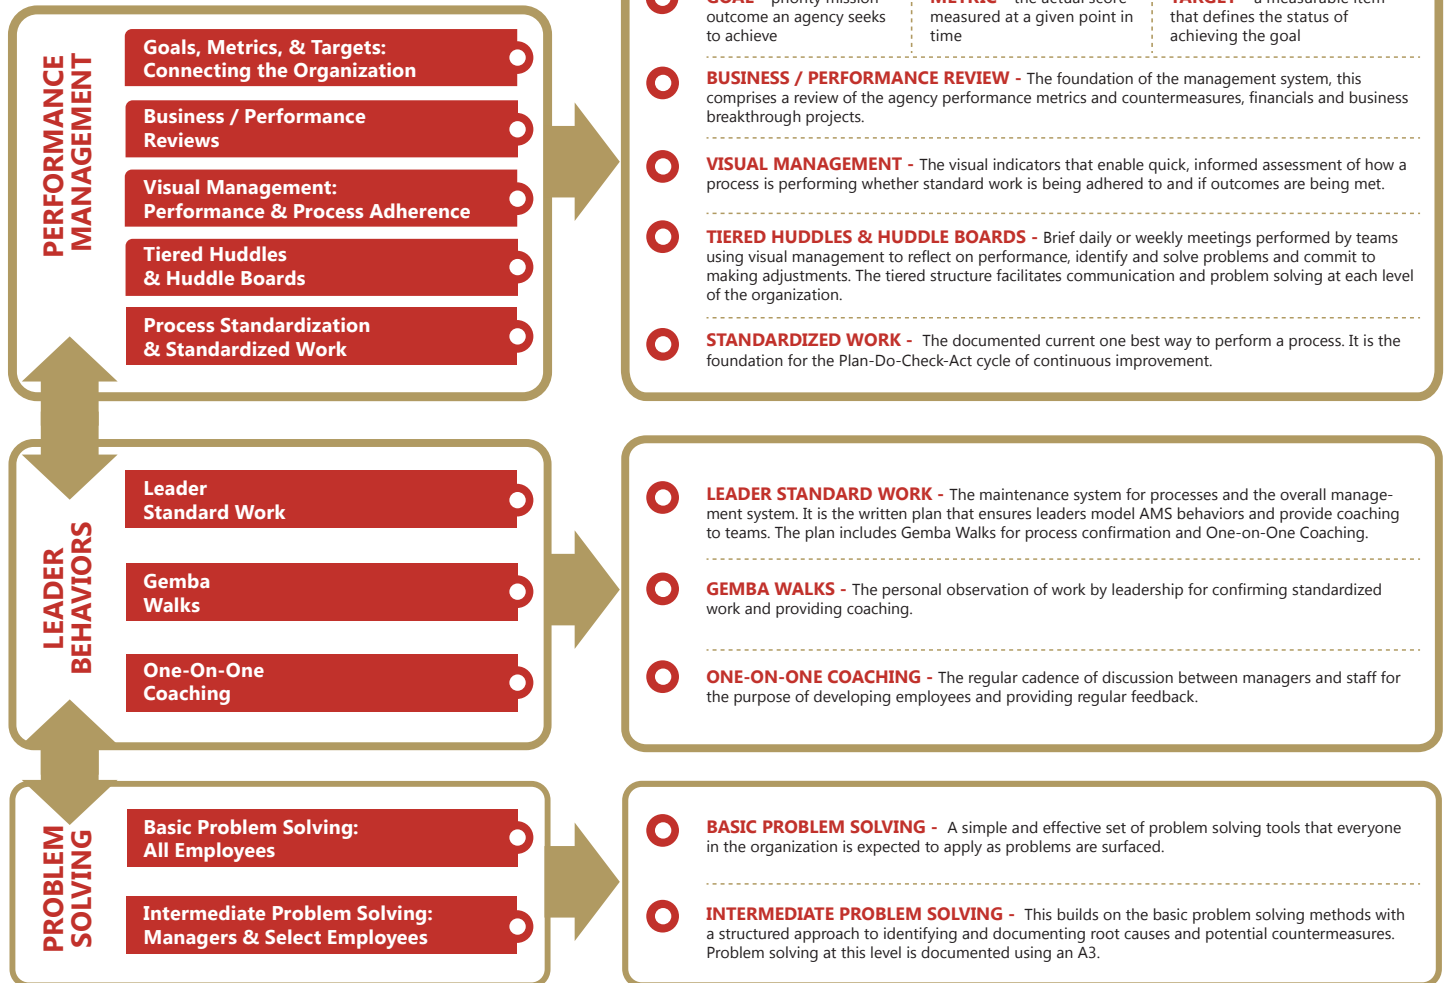 PERFORMANCE
MANAGEMENT
Goals, Metrics, & Targets:
Connecting the Organization
Business / Performance
Reviews
Visual Management:
Performance & Process Adherence
Tiered Huddles
& Huddle Boards
Process Standardization
& Standardized Work
GOAL - priority mission
outcome an agency seeks
to achieve
METRIC - the actual score
measured at a given point in
time
TARGET - a measurable item
that defines the status of
achieving the goal
BUSINESS / PERFORMANCE REVIEW - The foundation of the management system, this
comprises a review of the agency performance metrics and countermeasures, financials and business
breakthrough projects.
VISUAL MANAGEMENT - The visual indicators that enable quick, informed assessment of how a
process is performing whether standard work is being adhered to and if outcomes are being met.
TIERED HUDDLES & HUDDLE BOARDS - Brief daily or weekly meetings performed by teams
using visual management to reflect on performance, identify and solve problems and commit to
making adjustments. The tiered structure facilitates communication and problem solving at each level
of the organization.
STANDARDIZED WORK - The documented current one best way to perform a process. It is the
foundation for the Plan-Do-Check-Act cycle of continuous improvement.
LEADER
BEHAVIORS
Leader
Standard Work
Gemba
Walks
One-On-One
Coaching
LEADER STANDARD WORK - The maintenance system for processes and the overall manage-
ment system. It is the written plan that ensures leaders model AMS behaviors and provide coaching
to teams. The plan includes Gemba Walks for process confirmation and One-on-One Coaching.
GEMBA WALKS - The personal observation of work by leadership for confirming standardized
work and providing coaching.
ONE-ON-ONE COACHING - The regular cadence of discussion between managers and staff for
the purpose of developing employees and providing regular feedback.
PROBLEM
SOLVING
Basic Problem Solving:
All Employees
Intermediate Problem Solving:
Managers & Select Employees
BASIC PROBLEM SOLVING - A simple and effective set of problem solving tools that everyone
in the organization is expected to apply as problems are surfaced.
INTERMEDIATE PROBLEM SOLVING - This builds on the basic problem solving methods with
a structured approach to identifying and documenting root causes and potential countermeasures.
Problem solving at this level is documented using an A3.